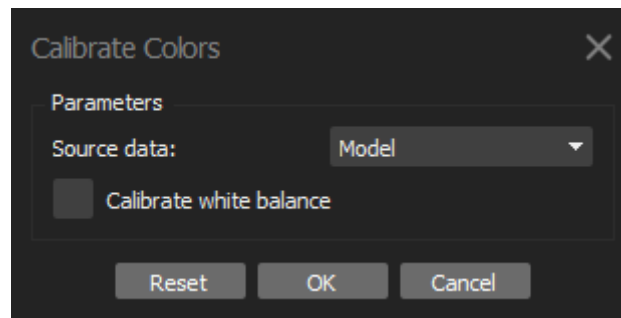 Calibrate Colors
Parameters
Source data: Model
Calibrate white balance
Reset OK Cancel